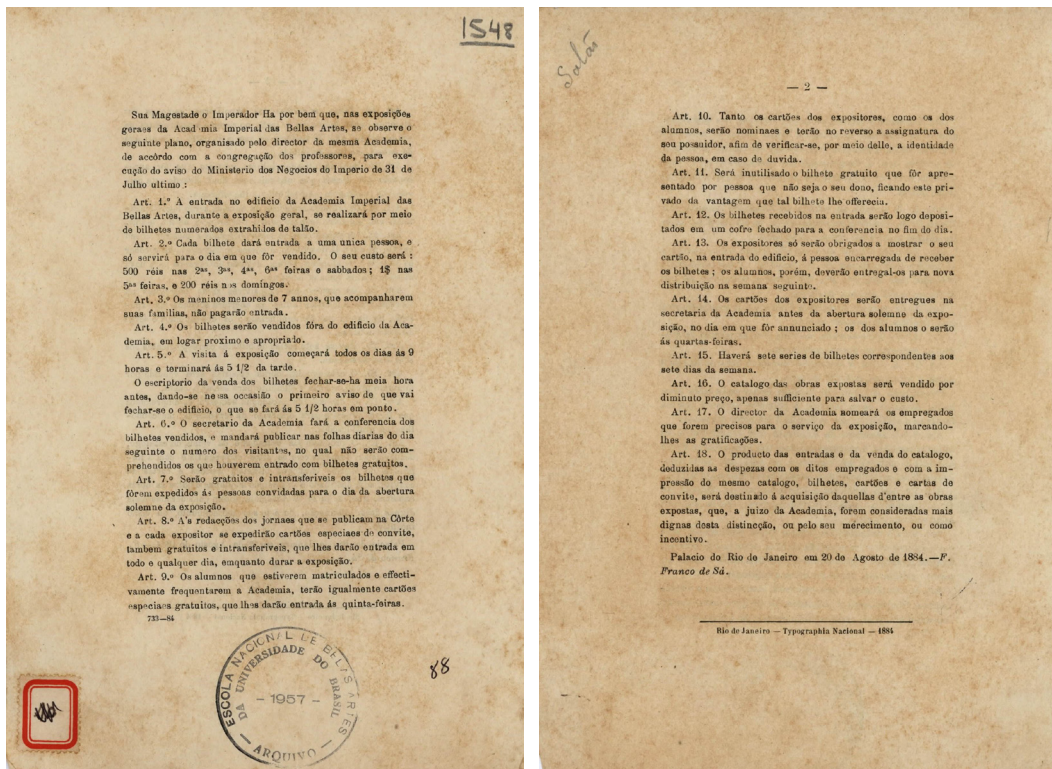 1548
Sua Magestade o Imperador Ha por bem que, nas exposições
geraes da Academia Imperial das Bellas Artes, se observe o
seguinte plano, organisado pelo director da mesma Academia,
de accôrdo com a congregação dos professores, para exe-
cução do aviso do Ministerio dos Negocios do Imperio de 31 de
Julho ultimo :
Art. 1.º A entrada no edificio da Academia Imperial das
Bellas Artes, durante a exposição geral, se realizará por meio
de bilhetes numerados extrahidos de talão.
Art. 2.º Cada bilhete dará entrada a uma unica pessoa, e
só servirá para o dia em que fôr vendido. O seu custo será :
500 réis nas 2ªs, 3ªs, 4ªs, 6ªs feiras e sabbados ; 1$ nas
5ªs feiras, e 200 réis nos domingos.
Art. 3.º Os meninos menores de 7 annos, que acompanharem
suas familias, não pagarão entrada.
Art. 4.º Os bilhetes serão vendidos fóra do edificio da Aca-
demia, em logar proximo e apropriado.
Art. 5.º A visita á exposição começará todos os dias ás 9
horas e terminará ás 5 1/2 da tarde.
O escriptorio da venda dos bilhetes fechar-se-ha meia hora
antes, dando-se nessa occasião o primeiro aviso de que vai
fechar-se o edificio, o que se fará ás 5 1/2 horas em ponto.
Art. 6.º O secretario da Academia fará a conferencia dos
bilhetes vendidos, e mandará publicar nas folhas diarias do dia
seguinte o numero dos visitantes, no qual não serão com-
prehendidos os que houverem entrado com bilhetes gratuitos.
Art. 7.º Serão gratuitos e intransferiveis os bilhetes que
fôrem expedidos ás pessoas convidadas para o dia da abertura
solemne da exposição.
Art. 8.º A's redacções dos jornaes que se publicam na Côrte
e a cada expositor se expedirão cartões especiaes de convite,
tambem gratuitos e intransferiveis, que lhes darão entrada em
todo e qualquer dia, emquanto durar a exposição.
Art. 9.º Os alumnos que estiverem matriculados e effecti-
vamente frequentarem a Academia, terão igualmente cartões
especiaes gratuitos, que lhes darão entrada ás quinta-feiras.
733—84
ESCOLA NACIONAL DE BELAS ARTES
DA UNIVERSIDADE DO BRASIL
- 1957 -
— ARQUIVO —
88
Salão
— 2 —
Art. 10. Tanto os cartões dos expositores, como os dos
alumnos, serão nominaes e terão no reverso a assignatura do
seu possuidor, afim de verificar-se, por meio delle, a identidade
da pessoa, em caso de duvida.
Art. 11. Será inutilisado o bilhete gratuito que fôr apre-
sentado por pessoa que não seja o seu dono, ficando este pri-
vado da vantagem que tal bilhete lhe offerecia.
Art. 12. Os bilhetes recebidos na entrada serão logo deposi-
tados em um cofre fechado para a conferencia no fim do dia.
Art. 13. Os expositores só serão obrigados a mostrar o seu
cartão, na entrada do edificio, á pessoa encarregada de receber
os bilhetes ; os alumnos, porém, deverão entregal-os para nova
distribuição na semana seguinte.
Art. 14. Os cartões dos expositores serão entregues na
secretaria da Academia antes da abertura solemne da expo-
sição, no dia em que fôr annunciado ; os dos alumnos o serão
ás quartas-feiras.
Art. 15. Haverá sete series de bilhetes correspondentes aos
sete dias da semana.
Art. 16. O catalogo das obras expostas será vendido por
diminuto preço, apenas sufficiente para salvar o custo.
Art. 17. O director da Academia nomeará os empregados
que forem precisos para o serviço da exposição, marcando-
lhes as gratificações.
Art. 18. O producto das entradas e da venda do catalogo,
deduzidas as despezas com os ditos empregados e com a im-
pressão do mesmo catalogo, bilhetes, cartões e cartas de
convite, será destinado á acquisição daquellas d'entre as obras
expostas, que, a juizo da Academia, forem consideradas mais
dignas desta distincção, ou pelo seu merecimento, ou como
incentivo.
Palacio do Rio de Janeiro em 20 de Agosto de 1884.—F.
Franco de Sá.
Rio de Janeiro — Typographia Nacional — 1884